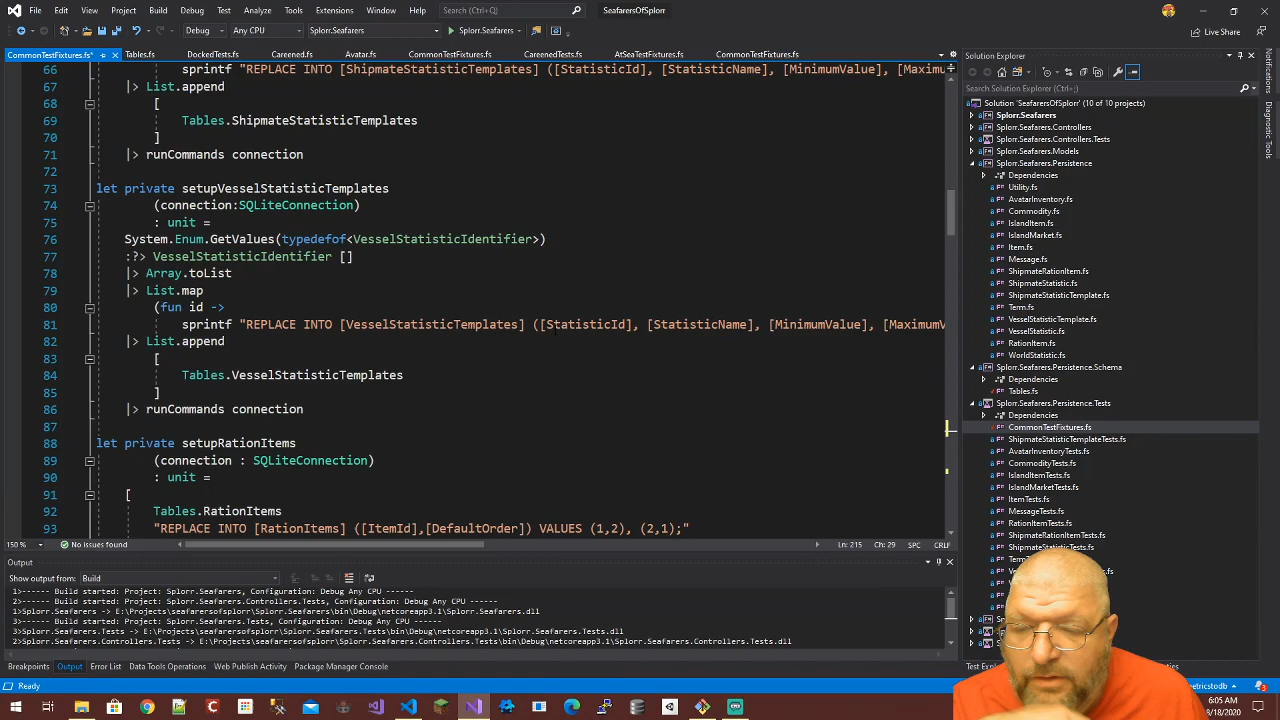 File Edit View Project Build Debug Test Analyze Tools Extensions Window Help Search (Ctrl+Q) SeafarersOfSplorr
Debug Any CPU Splorr.Seafarers Splorr.Seafarers Live Share
CommonTestFixtures.fs* Tables.fs DockedTests.fs Careened.fs Avatar.fs CommonTestFixtures.fs CareenedTests.fs AtSeaTestFixtures.fs CommonTestFixtures.fs
66 sprintf "REPLACE INTO [ShipmateStatisticTemplates] ([StatisticId], [StatisticName], [MinimumValue], [Maxim
67 |> List.append
68 [
69 Tables.ShipmateStatisticTemplates
70 ]
71 |> runCommands connection
72
73 let private setupVesselStatisticTemplates
74 (connection:SQLiteConnection)
75 : unit =
76 System.Enum.GetValues(typedefof<VesselStatisticIdentifier>)
77 :?> VesselStatisticIdentifier []
78 |> Array.toList
79 |> List.map
80 (fun id ->
81 sprintf "REPLACE INTO [VesselStatisticTemplates] ([StatisticId], [StatisticName], [MinimumValue], [MaximumV
82 |> List.append
83 [
84 Tables.VesselStatisticTemplates
85 ]
86 |> runCommands connection
87
88 let private setupRationItems
89 (connection : SQLiteConnection)
90 : unit =
91 [
92 Tables.RationItems
93 "REPLACE INTO [RationItems] ([ItemId],[DefaultOrder]) VALUES (1,2), (2,1);"
150 % No issues found Ln: 215 Ch: 29 SPC CRLF
Output
Show output from: Build
1>------ Build started: Project: Splorr.Seafarers, Configuration: Debug Any CPU ------
2>------ Build started: Project: Splorr.Seafarers.Controllers.Tests, Configuration: Debug Any CPU ------
1>Splorr.Seafarers -> E:\Projects\seafarersofsplorr\Splorr.Seafarers\bin\Debug\netcoreapp3.1\Splorr.Seafarers.dll
3>------ Build started: Project: Splorr.Seafarers.Tests, Configuration: Debug Any CPU ------
3>Splorr.Seafarers.Tests -> E:\Projects\seafarersofsplorr\Splorr.Seafarers.Tests\bin\Debug\netcoreapp3.1\Splorr.Seafarers.Tests.dll
2>Splorr.Seafarers.Controllers.Tests -> E:\Projects\seafarersofsplorr\Splorr.Seafarers.Controllers.Tests\bin\Debug\netcoreapp3.1\Splorr.Seafarers.Controllers.Tests.dll
Breakpoints Output Error List Data Tools Operations Web Publish Activity Package Manager Console
Ready
Solution Explorer
Search Solution Explorer (Ctrl+;)
Solution 'SeafarersOfSplorr' (10 of 10 projects)
Splorr.Seafarers
Splorr.Seafarers.Controllers
Splorr.Seafarers.Controllers.Tests
Splorr.Seafarers.Models
Splorr.Seafarers.Persistence
Dependencies
Utility.fs
AvatarInventory.fs
Commodity.fs
IslandItem.fs
IslandMarket.fs
Item.fs
Message.fs
ShipmateRationItem.fs
ShipmateStatistic.fs
ShipmateStatisticTemplate.fs
Term.fs
VesselStatisticTemplate.fs
VesselStatistic.fs
RationItem.fs
WorldStatistic.fs
Splorr.Seafarers.Persistence.Schema
Dependencies
Tables.fs
Splorr.Seafarers.Persistence.Tests
Dependencies
CommonTestFixtures.fs
ShipmateStatisticTemplateTests.fs
AvatarInventoryTests.fs
CommodityTests.fs
IslandItemTests.fs
IslandMarketTests.fs
ItemTests.fs
MessageTests.fs
RationItemTests.fs
ShipmateRationItemTests.fs
Notifications
Diagnostic Tools
6:05 AM
8/18/2020